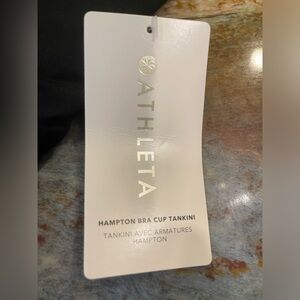 ATHLETA
HAMPTON BRA CUP TANKINI
TANKINI AVEC ARMATURES
HAMPTON